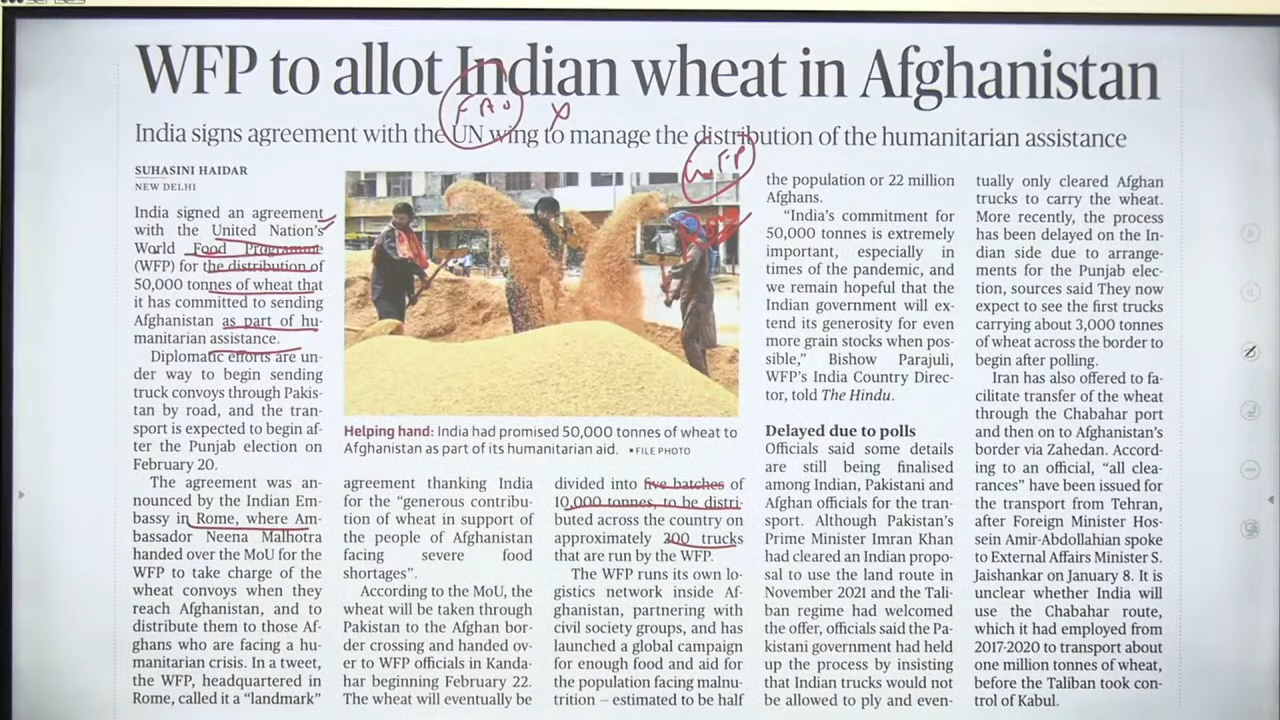 WFP to allot Indian wheat in Afghanistan
FAO
India signs agreement with the UN wing to manage the distribution of the humanitarian assistance
WFP
SUHASINI HAIDAR
NEW DELHI
India signed an agreement
with the United Nation's
World Food Programme
(WFP) for the distribution of
50,000 tonnes of wheat that
it has committed to sending
Afghanistan as part of hu-
manitarian assistance.
Diplomatic efforts are un-
der way to begin sending
truck convoys through Pakis-
tan by road, and the tran-
sport is expected to begin af-
ter the Punjab election on
February 20.
The agreement was an-
nounced by the Indian Em-
bassy in Rome, where Am-
bassador Neena Malhotra
handed over the MoU for the
WFP to take charge of the
wheat convoys when they
reach Afghanistan, and to
distribute them to those Af-
ghans who are facing a hu-
manitarian crisis. In a tweet,
the WFP, headquartered in
Rome, called it a “landmark”
Helping hand: India had promised 50,000 tonnes of wheat to
Afghanistan as part of its humanitarian aid. ▪FILE PHOTO
agreement thanking India
for the “generous contribu-
tion of wheat in support of
the people of Afghanistan
facing severe food
shortages”.
According to the MoU, the
wheat will be taken through
Pakistan to the Afghan bor-
der crossing and handed ov-
er to WFP officials in Kanda-
har beginning February 22.
The wheat will eventually be
divided into five batches of
10,000 tonnes, to be distri-
buted across the country on
approximately 200 trucks
that are run by the WFP.
The WFP runs its own lo-
gistics network inside Af-
ghanistan, partnering with
civil society groups, and has
launched a global campaign
for enough food and aid for
the population facing malnu-
trition – estimated to be half
the population or 22 million
Afghans.
“India's commitment for
50,000 tonnes is extremely
important, especially in
times of the pandemic, and
we remain hopeful that the
Indian government will ex-
tend its generosity for even
more grain stocks when pos-
sible,” Bishow Parajuli,
WFP's India Country Direc-
tor, told The Hindu.
Delayed due to polls
Officials said some details
are still being finalised
among Indian, Pakistani and
Afghan officials for the tran-
sport. Although Pakistan's
Prime Minister Imran Khan
had cleared an Indian propo-
sal to use the land route in
November 2021 and the Tali-
ban regime had welcomed
the offer, officials said the Pa-
kistani government had held
up the process by insisting
that Indian trucks would not
be allowed to ply and even-
tually only cleared Afghan
trucks to carry the wheat.
More recently, the process
has been delayed on the In-
dian side due to arrange-
ments for the Punjab elec-
tion, sources said They now
expect to see the first trucks
carrying about 3,000 tonnes
of wheat across the border to
begin after polling.
Iran has also offered to fa-
cilitate transfer of the wheat
through the Chabahar port
and then on to Afghanistan's
border via Zahedan. Accord-
ing to an official, “all clea-
rances” have been issued for
the transport from Tehran,
after Foreign Minister Hos-
sein Amir-Abdollahian spoke
to External Affairs Minister S.
Jaishankar on January 8. It is
unclear whether India will
use the Chabahar route,
which it had employed from
2017-2020 to transport about
one million tonnes of wheat,
before the Taliban took con-
trol of Kabul.